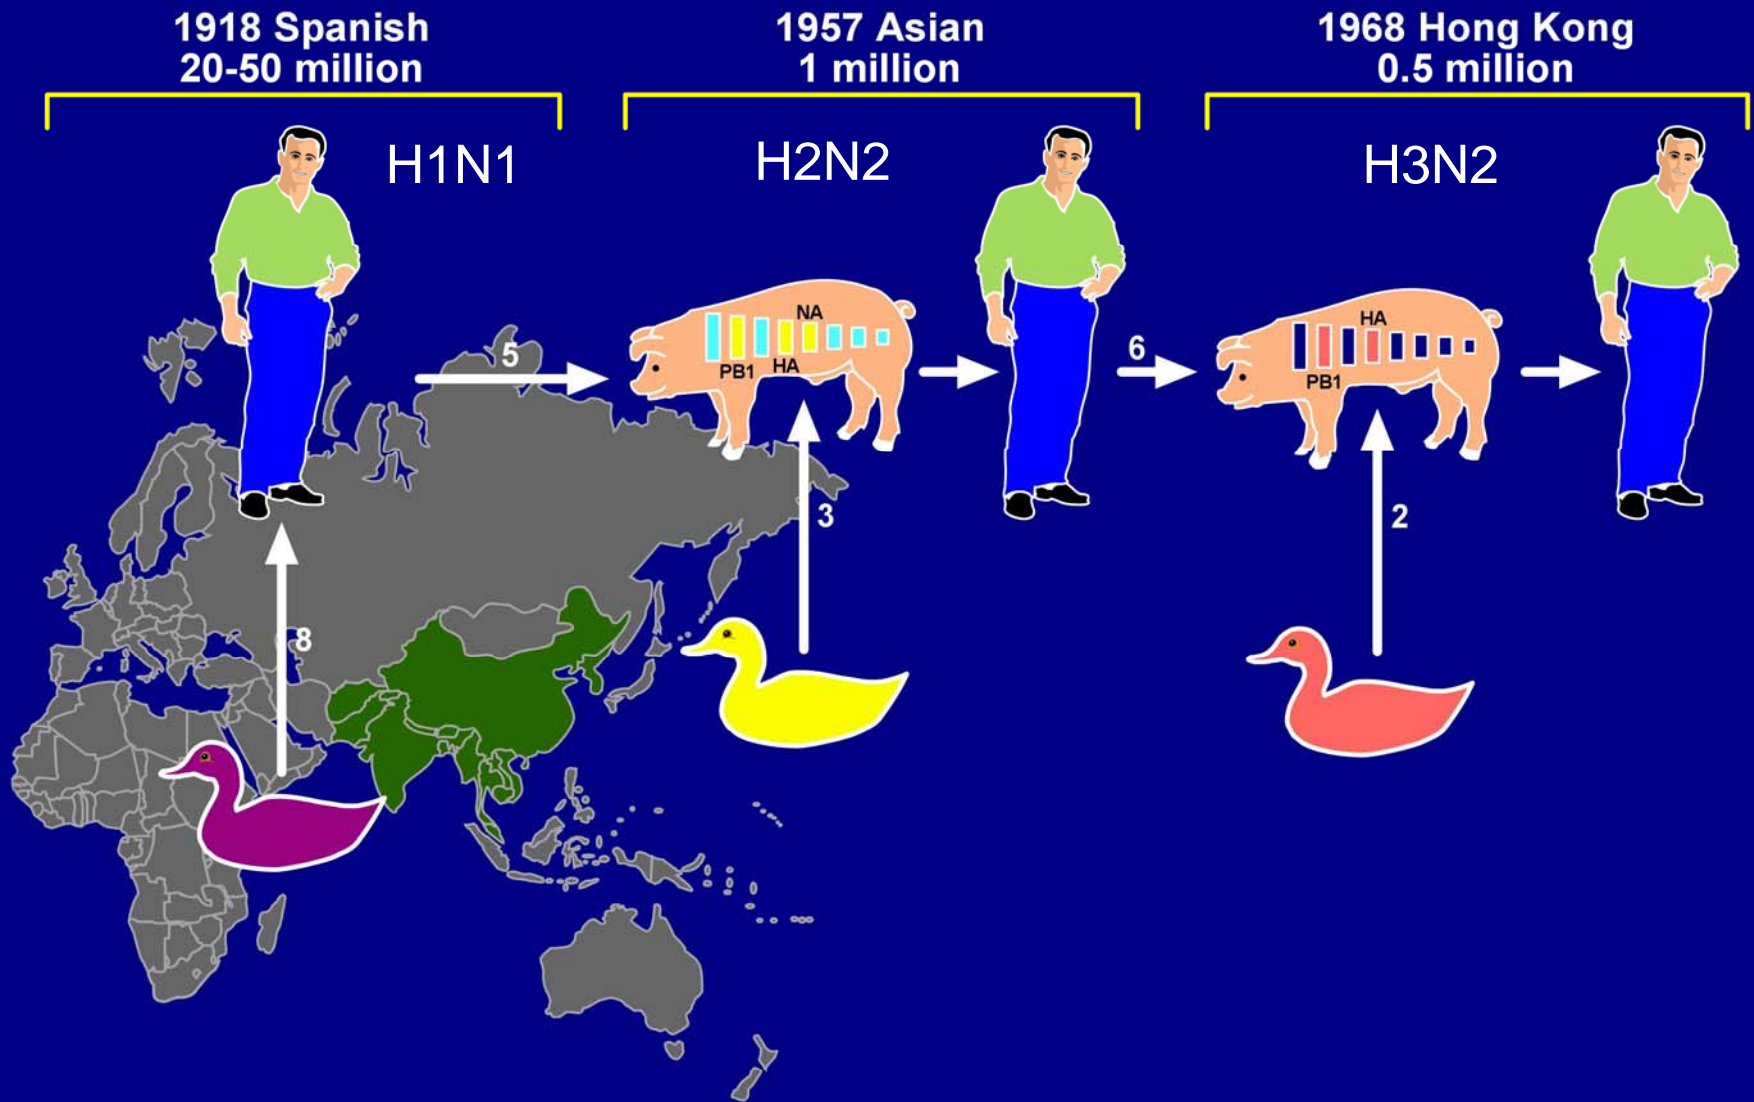 1918 Spanish
20-50 million
1957 Asian
1 million
1968 Hong Kong
0.5 million
H1N1
H2N2
H3N2
NA
PB1
HA
HA
PB1
5
6
8
3
2